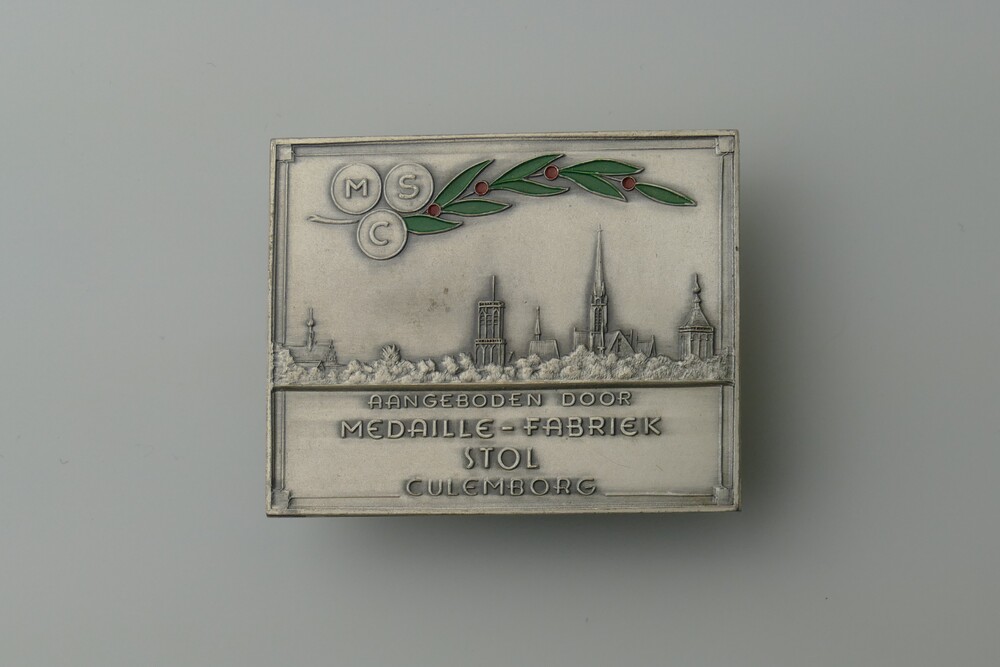 M S
C
AANGEBODEN DOOR
MEDAILLE-FABRIEK
STOL
CULEMBORG